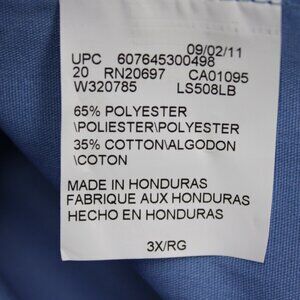 09/02/11
UPC 607645300498
20 RN20697 CA01095
W320785 LS508LB
65% POLYESTER
\POLIESTER\POLYESTER
35% COTTON\ALGODON
\COTON
MADE IN HONDURAS
FABRIQUE AUX HONDURAS
HECHO EN HONDURAS
3X/RG